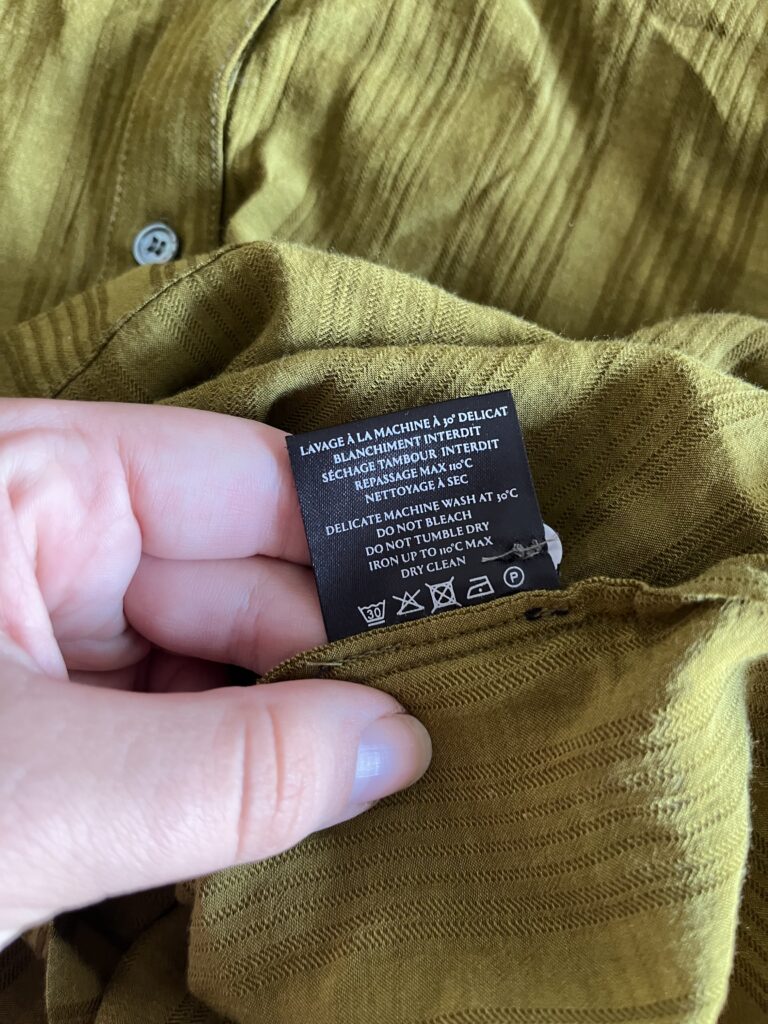 LAVAGE À LA MACHINE À 30° DELICAT
BLANCHIMENT INTERDIT
SÉCHAGE TAMBOUR INTERDIT
REPASSAGE MAX 110°C
NETTOYAGE À SEC
DELICATE MACHINE WASH AT 30°C
DO NOT BLEACH
DO NOT TUMBLE DRY
IRON UP TO 110°C MAX
DRY CLEAN
30 P